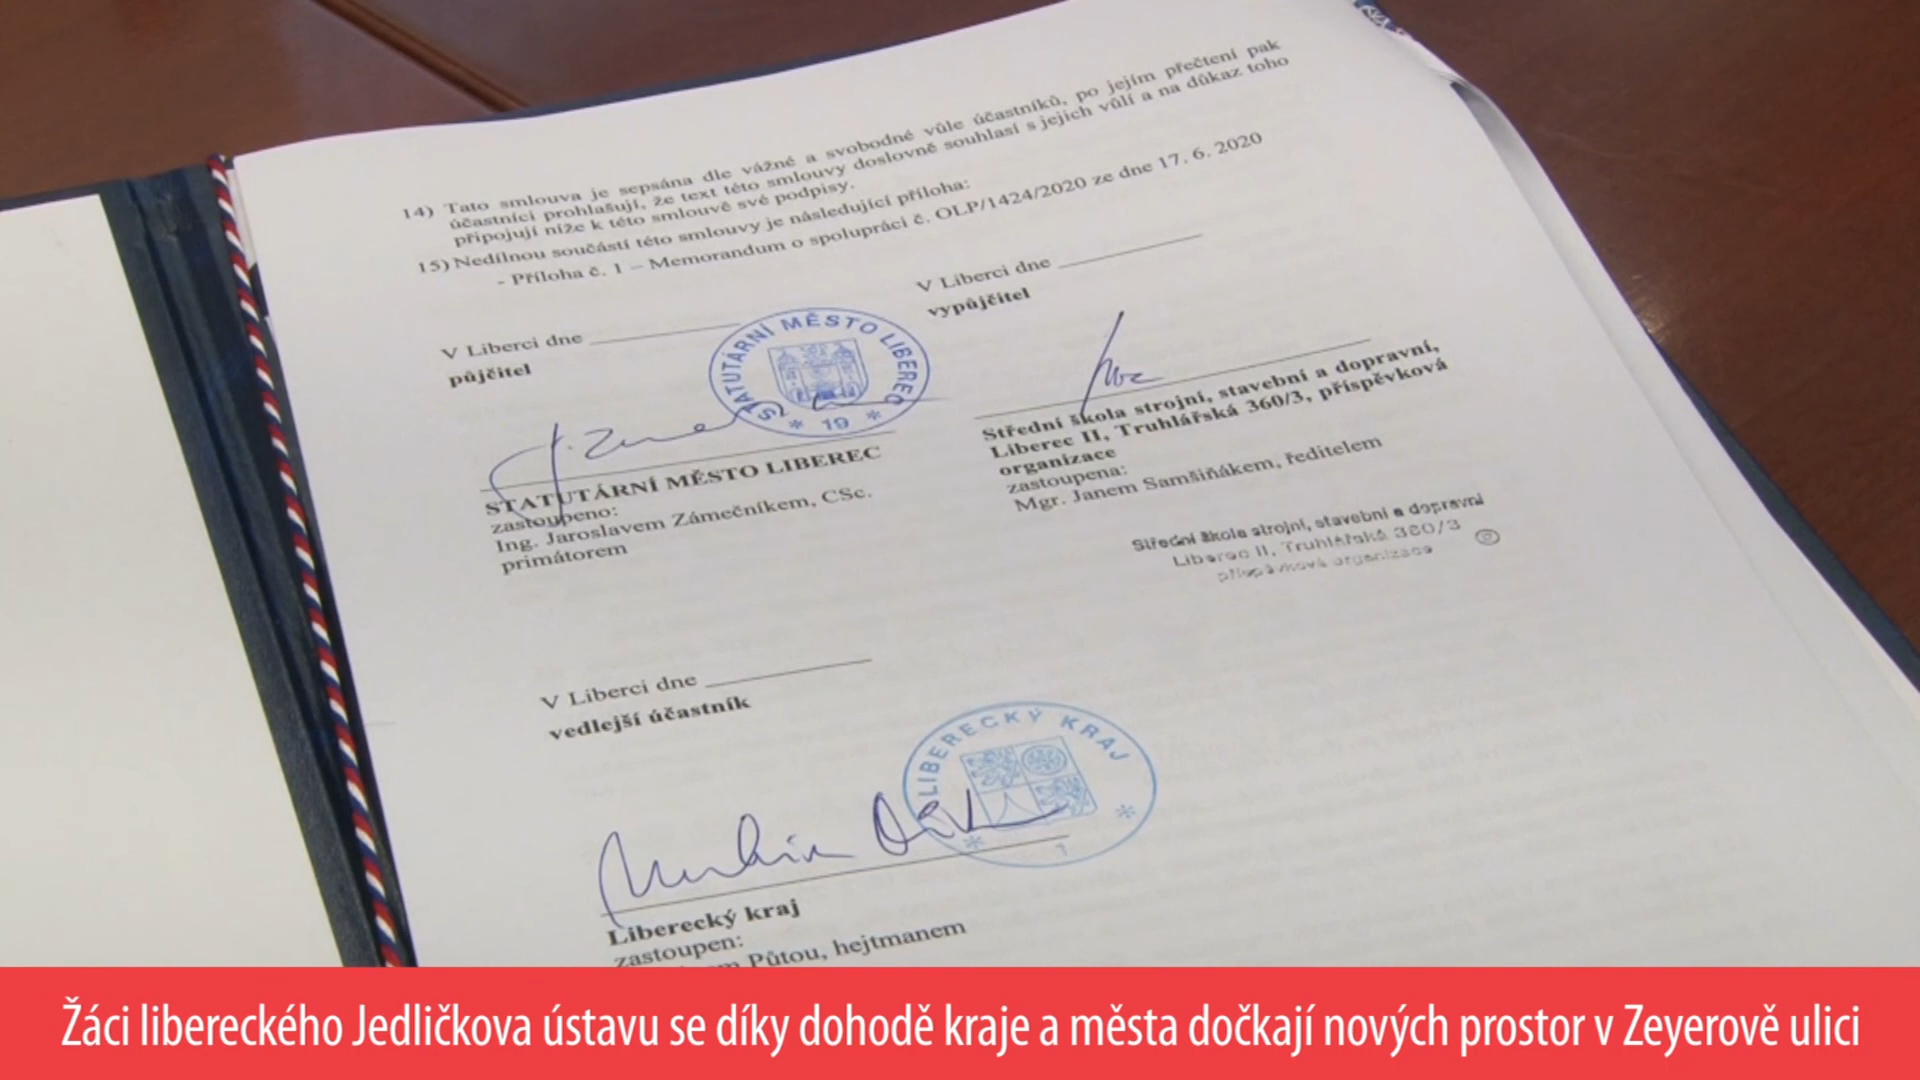 14) Tato smlouva je sepsána dle vážné a svobodné vůle účastníků, po jejím přečtení pak
účastníci prohlašují, že text této smlouvy doslovně souhlasí s jejich vůlí a na důkaz toho
připojují níže k této smlouvě své podpisy.
15) Nedílnou součástí této smlouvy je následující příloha:
- Příloha č. 1 – Memorandum o spolupráci č. OLP/1424/2020 ze dne 17. 6. 2020
V Liberci dne
půjčitel
STATUTÁRNÍ MĚSTO LIBEREC
* 19 *
STATUTÁRNÍ MĚSTO LIBEREC
zastoupeno:
Ing. Jaroslavem Zámečníkem, CSc.
primátorem
V Liberci dne
vypůjčitel
Střední škola strojní, stavební a dopravní,
Liberec II, Truhlářská 360/3, příspěvková
organizace
zastoupena:
Mgr. Janem Samšiňákem, ředitelem
Střední škola strojní, stavební a dopravní
Liberec II, Truhlářská 360/3
příspěvková organizace
V Liberci dne
vedlejší účastník
LIBERECKÝ KRAJ
* 1 *
Liberecký kraj
zastoupen:
Půtou, hejtmanem
Žáci libereckého Jedličkova ústavu se díky dohodě kraje a města dočkají nových prostor v Zeyerově ulici